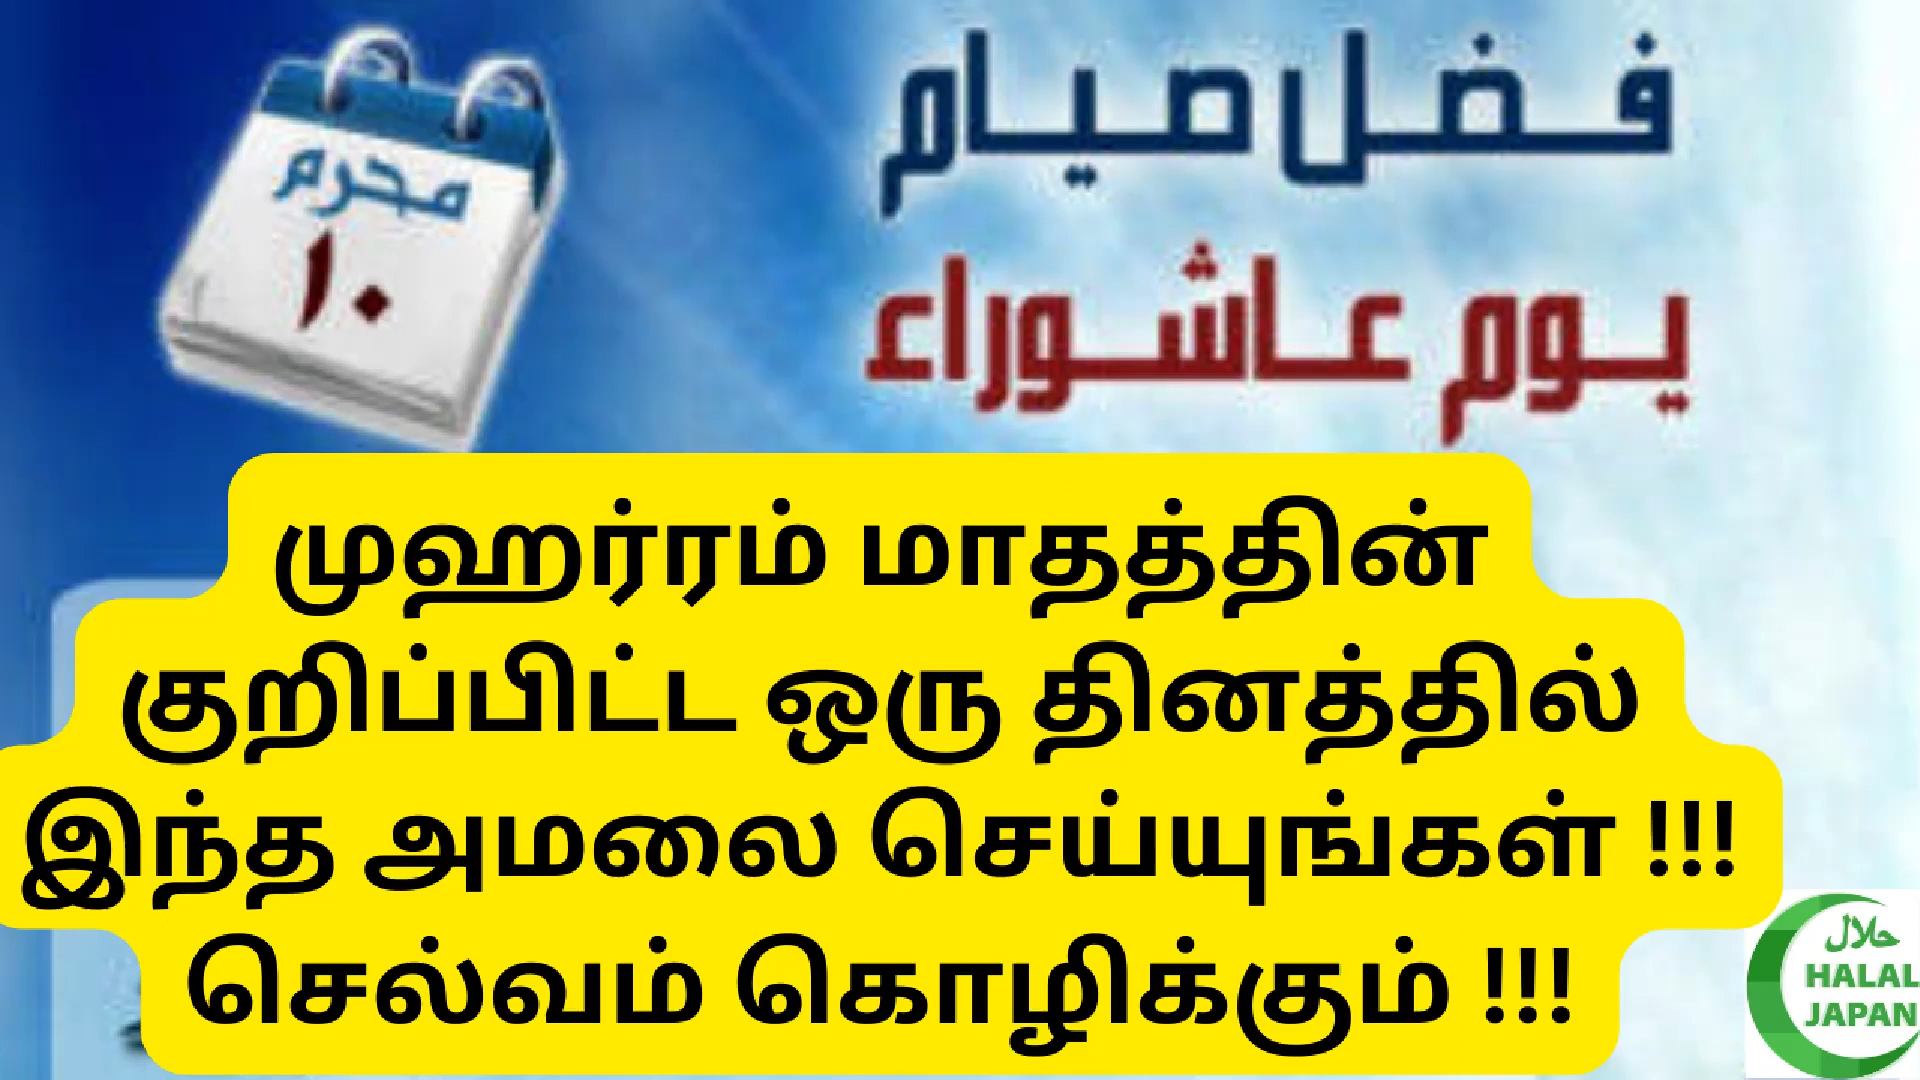 محرم
١٠
فضل صيام
يوم عاشوراء
முஹர்ரம் மாதத்தின்
குறிப்பிட்ட ஒரு தினத்தில்
இந்த அமலை செய்யுங்கள் !!!
செல்வம் கொழிக்கும் !!!
حلال
HALAL
JAPAN